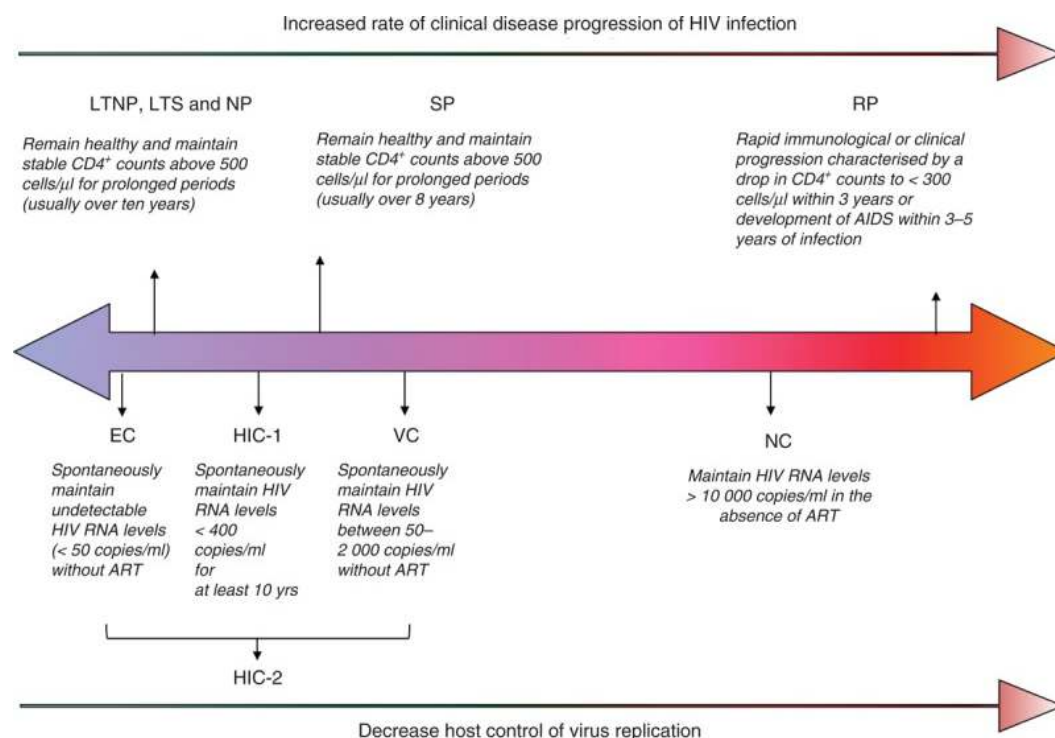 Increased rate of clinical disease progression of HIV infection
LTNP, LTS and NP
Remain healthy and maintain
stable CD4⁺ counts above 500
cells/µl for prolonged periods
(usually over ten years)
SP
Remain healthy and maintain
stable CD4⁺ counts above 500
cells/µl for prolonged periods
(usually over 8 years)
RP
Rapid immunological or clinical
progression characterised by a
drop in CD4⁺ counts to < 300
cells/µl within 3 years or
development of AIDS within 3–5
years of infection
EC
Spontaneously
maintain
undetectable
HIV RNA levels
(< 50 copies/ml)
without ART
HIC-1
Spontaneously
maintain HIV
RNA levels
< 400
copies/ml
for
at least 10 yrs
VC
Spontaneously
maintain HIV
RNA levels
between 50–
2 000 copies/ml
without ART
NC
Maintain HIV RNA levels
> 10 000 copies/ml in the
absence of ART
HIC-2
Decrease host control of virus replication